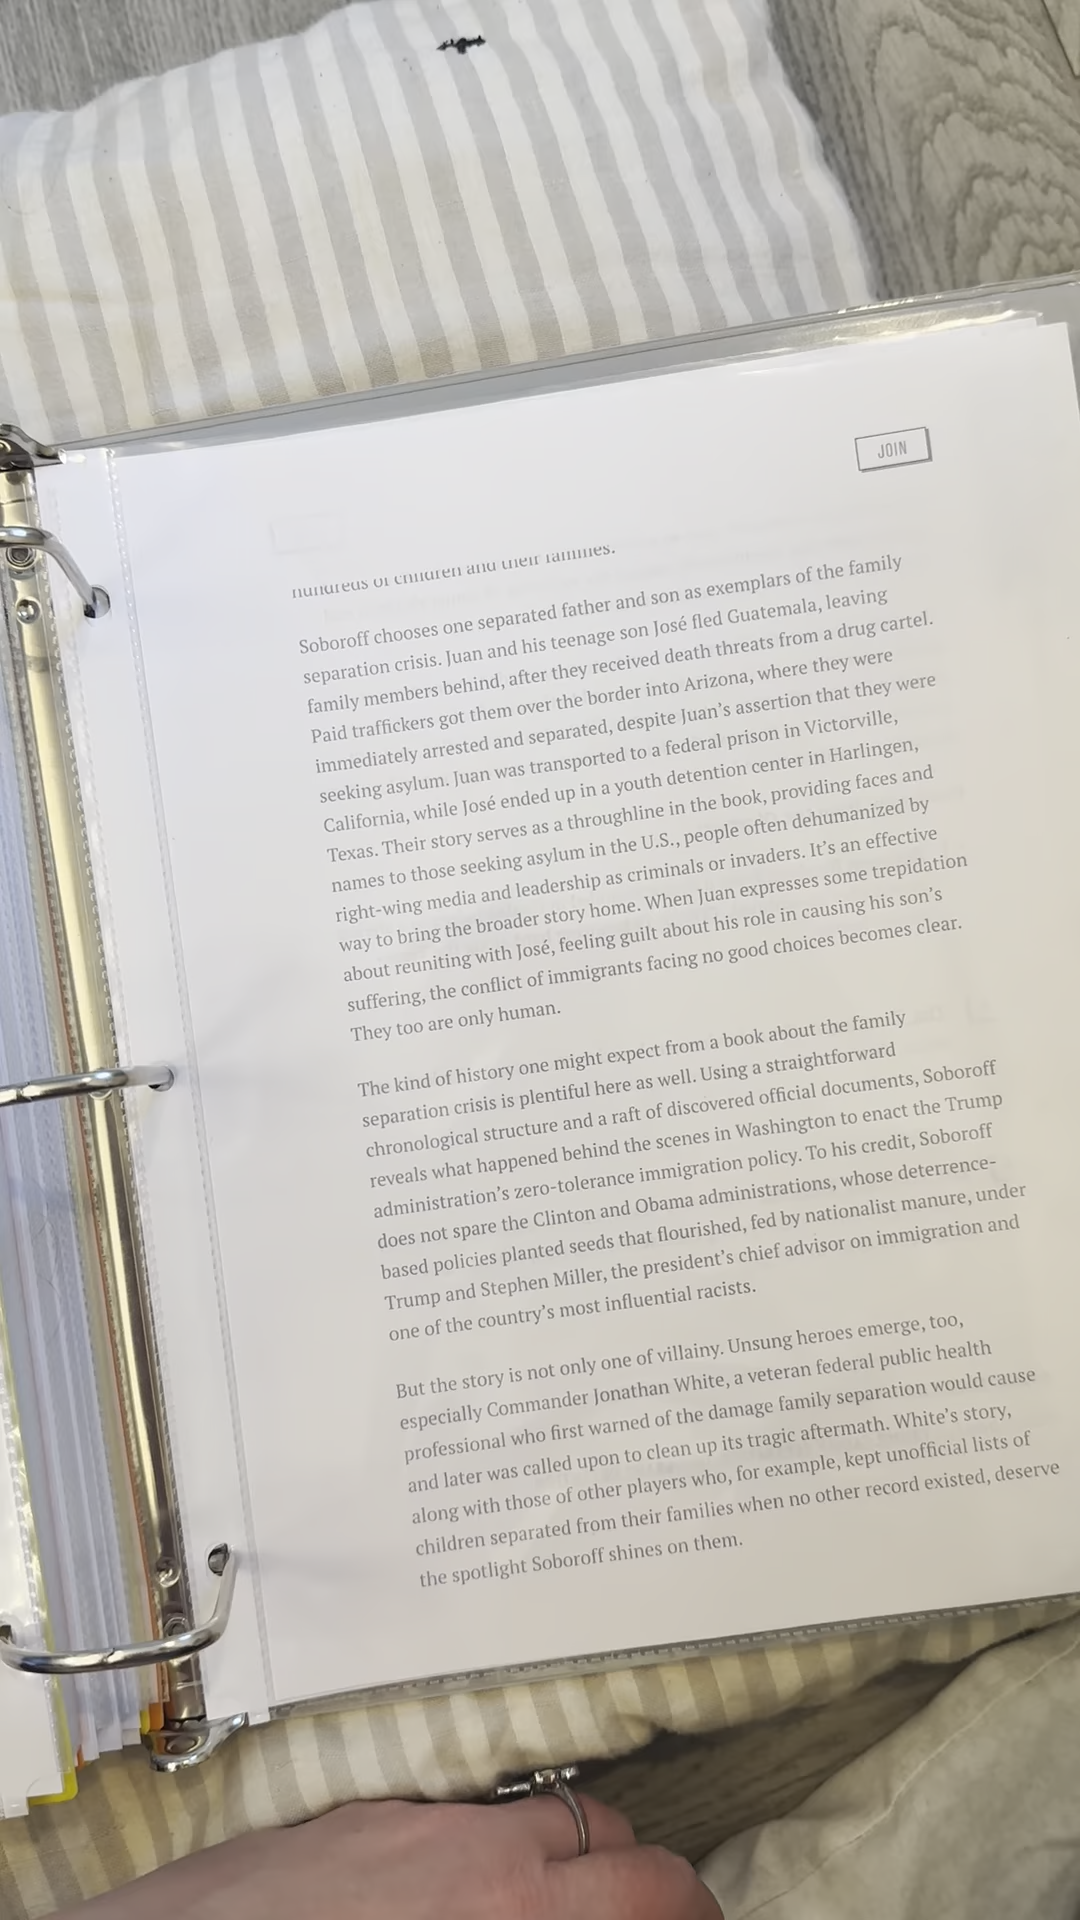 JOIN
hundreds of children and their families.
Soboroff chooses one separated father and son as exemplars of the family
separation crisis. Juan and his teenage son José fled Guatemala, leaving
family members behind, after they received death threats from a drug cartel.
Paid traffickers got them over the border into Arizona, where they were
immediately arrested and separated, despite Juan’s assertion that they were
seeking asylum. Juan was transported to a federal prison in Victorville,
California, while José ended up in a youth detention center in Harlingen,
Texas. Their story serves as a throughline in the book, providing faces and
names to those seeking asylum in the U.S., people often dehumanized by
right-wing media and leadership as criminals or invaders. It’s an effective
way to bring the broader story home. When Juan expresses some trepidation
about reuniting with José, feeling guilt about his role in causing his son’s
suffering, the conflict of immigrants facing no good choices becomes clear.
They too are only human.
The kind of history one might expect from a book about the family
separation crisis is plentiful here as well. Using a straightforward
chronological structure and a raft of discovered official documents, Soboroff
reveals what happened behind the scenes in Washington to enact the Trump
administration’s zero-tolerance immigration policy. To his credit, Soboroff
does not spare the Clinton and Obama administrations, whose deterrence-
based policies planted seeds that flourished, fed by nationalist manure, under
Trump and Stephen Miller, the president’s chief advisor on immigration and
one of the country’s most influential racists.
But the story is not only one of villainy. Unsung heroes emerge, too,
especially Commander Jonathan White, a veteran federal public health
professional who first warned of the damage family separation would cause
and later was called upon to clean up its tragic aftermath. White’s story,
along with those of other players who, for example, kept unofficial lists of
children separated from their families when no other record existed, deserve
the spotlight Soboroff shines on them.